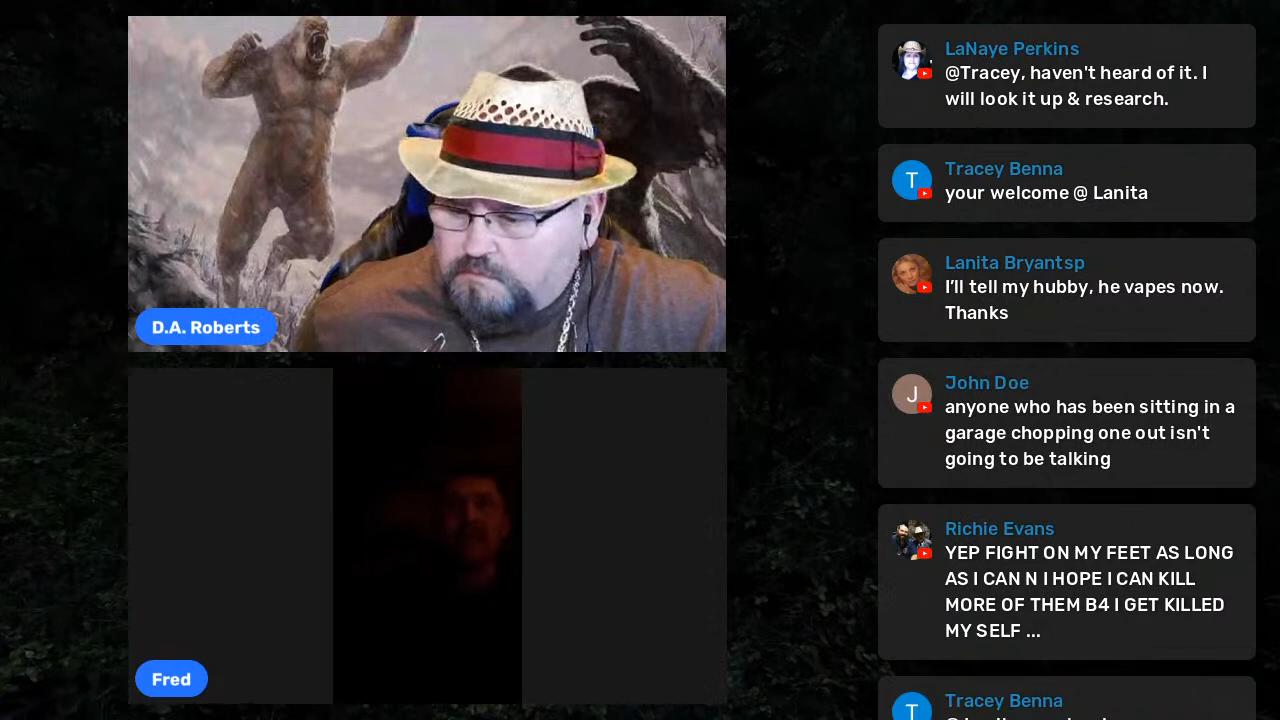 D.A. Roberts
Fred
LaNaye Perkins
@Tracey, haven't heard of it. I
will look it up & research.
T
Tracey Benna
your welcome @ Lanita
Lanita Bryantsp
I'll tell my hubby, he vapes now.
Thanks
J
John Doe
anyone who has been sitting in a
garage chopping one out isn't
going to be talking
Richie Evans
YEP FIGHT ON MY FEET AS LONG
AS I CAN N I HOPE I CAN KILL
MORE OF THEM B4 I GET KILLED
MY SELF ...
T
Tracey Benna